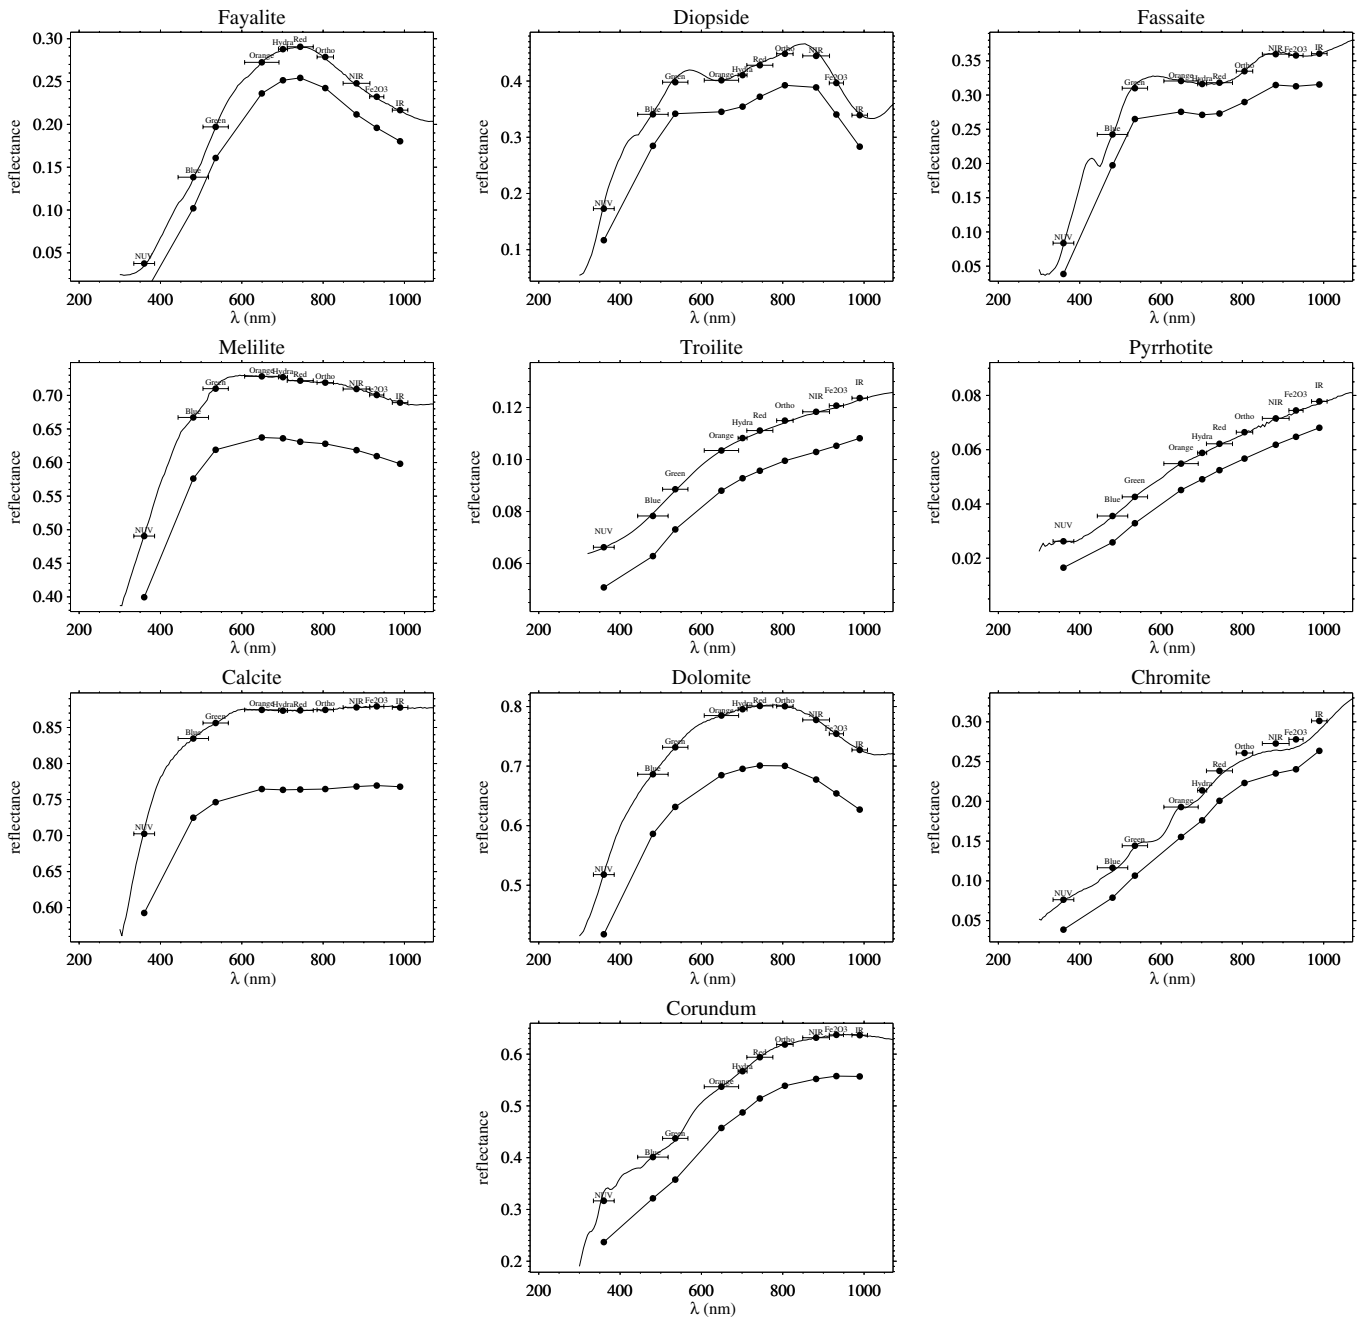 Fayalite
0.30
0.25
0.20
0.15
0.10
0.05
reflectance
NUV
Blue
Green
Orange
Hydra
Red
Ortho
NIR
Fe2O3
IR
200 400 600 800 1000
λ (nm)
Diopside
0.4
0.3
0.2
0.1
reflectance
NUV
Blue
Green
Orange
Hydra
Red
Ortho
NIR
Fe2O3
IR
200 400 600 800 1000
λ (nm)
Fassaite
0.35
0.30
0.25
0.20
0.15
0.10
0.05
reflectance
NUV
Blue
Green
Orange
Hydra
Red
Ortho
NIR
Fe2O3
IR
200 400 600 800 1000
λ (nm)
Melilite
0.70
0.65
0.60
0.55
0.50
0.45
0.40
reflectance
NUV
Blue
Green
Orange
Hydra
Red
Ortho
NIR
Fe2O3
IR
200 400 600 800 1000
λ (nm)
Troilite
0.12
0.10
0.08
0.06
reflectance
NUV
Blue
Green
Orange
Hydra
Red
Ortho
NIR
Fe2O3
IR
200 400 600 800 1000
λ (nm)
Pyrrhotite
0.08
0.06
0.04
0.02
reflectance
NUV
Blue
Green
Orange
Hydra
Red
Ortho
NIR
Fe2O3
IR
200 400 600 800 1000
λ (nm)
Calcite
0.85
0.80
0.75
0.70
0.65
0.60
reflectance
NUV
Blue
Green
Orange
Hydra
Red
Ortho
NIR
Fe2O3
IR
200 400 600 800 1000
λ (nm)
Dolomite
0.8
0.7
0.6
0.5
reflectance
NUV
Blue
Green
Orange
Hydra
Red
Ortho
NIR
Fe2O3
IR
200 400 600 800 1000
λ (nm)
Chromite
0.30
0.25
0.20
0.15
0.10
0.05
reflectance
NUV
Blue
Green
Orange
Hydra
Red
Ortho
NIR
Fe2O3
IR
200 400 600 800 1000
λ (nm)
Corundum
0.6
0.5
0.4
0.3
0.2
reflectance
NUV
Blue
Green
Orange
Hydra
Red
Ortho
NIR
Fe2O3
IR
200 400 600 800 1000
λ (nm)